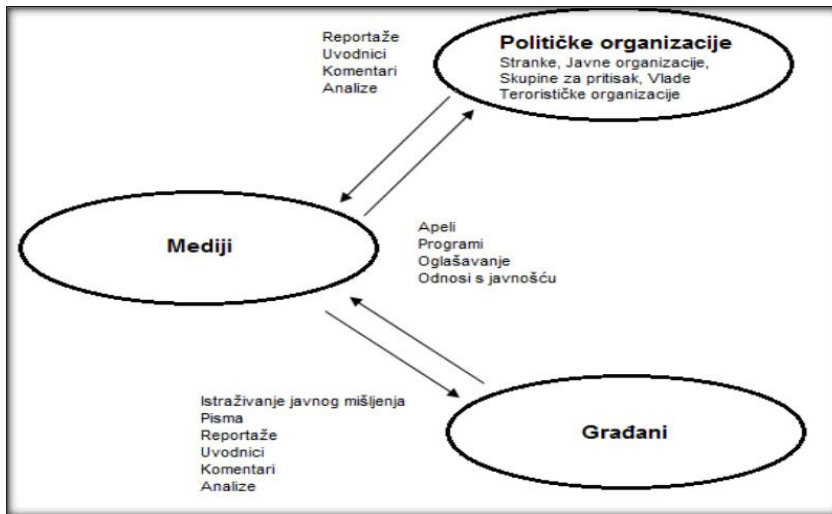 Reportaže
Uvodnici
Komentari
Analize
Političke organizacije
Stranke, Javne organizacije,
Skupine za pritisak, Vlade
Terorističke organizacije
Mediji
Apeli
Programi
Oglašavanje
Odnosi s javnošću
Istraživanje javnog mišljenja
Pisma
Reportaže
Uvodnici
Komentari
Analize
Građani